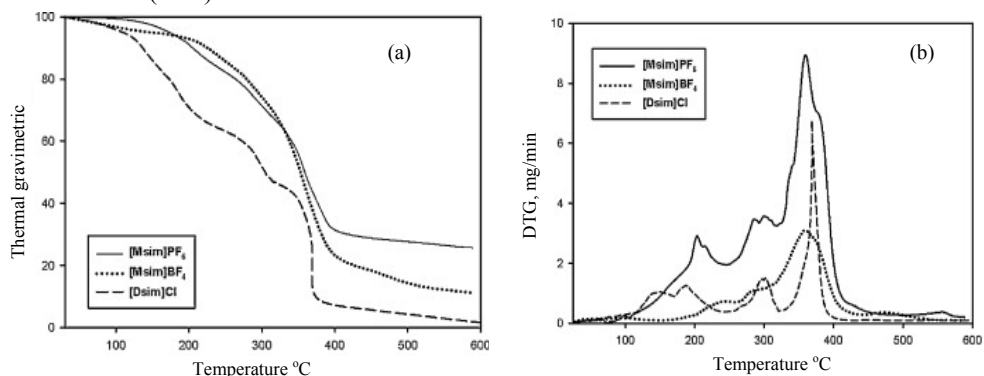 100
80
60
40
20
0
Thermal gravimetric
(a)
[Msim]PF6
[Msim]BF4
[Dsim]Cl
100 200 300 400 500 600
Temperature ºC
10
8
6
4
2
0
DTG, mg/min
(b)
[Msim]PF6
[Msim]BF4
[Dsim]Cl
100 200 300 400 500 600
Temperature ºC